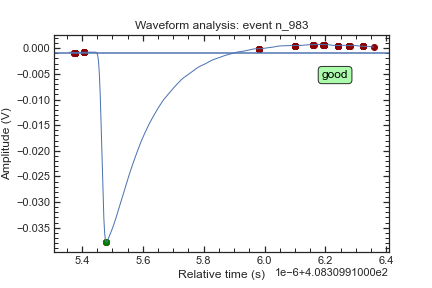 Waveform analysis: event n_983
Amplitude (V)
0.000
−0.005
−0.010
−0.015
−0.020
−0.025
−0.030
−0.035
good
5.4 5.6 5.8 6.0 6.2 6.4
Relative time (s)
1e−6+4.0830991000e2